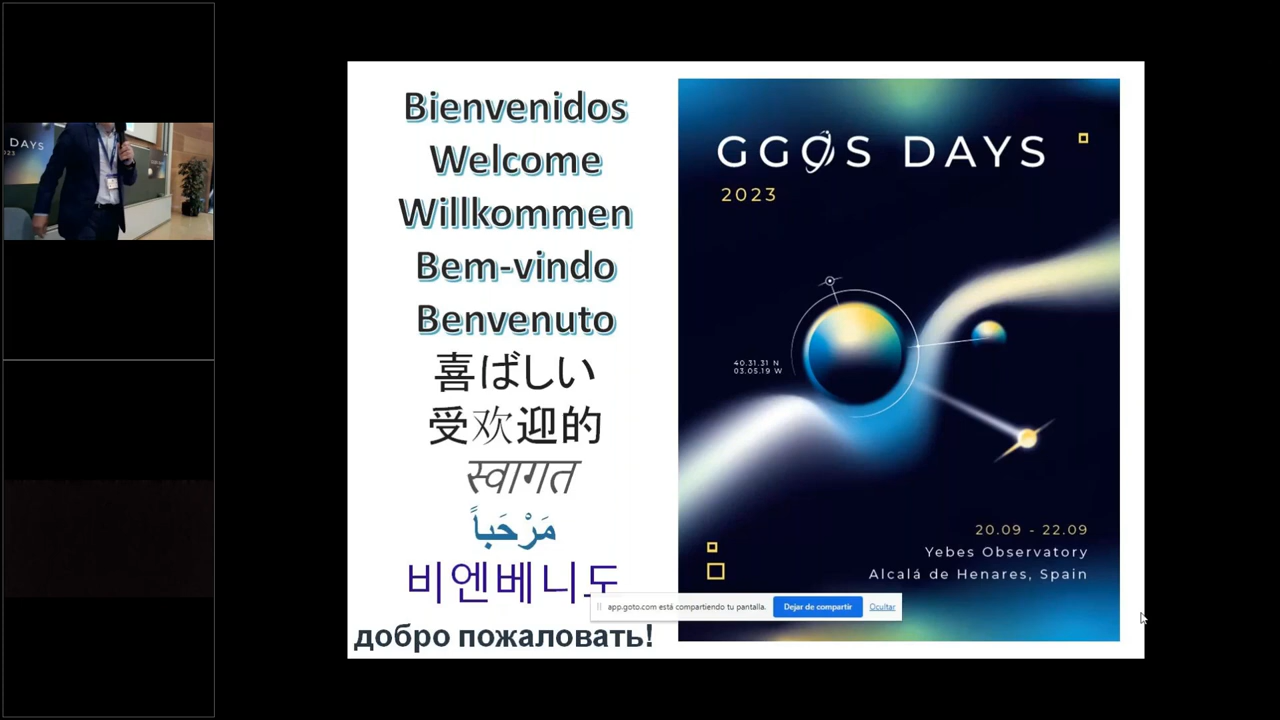 DAYS
023
Bienvenidos
Welcome
Willkommen
Bem-vindo
Benvenuto
喜ばしい
受欢迎的
स्वागत
مَرْحَباً
비엔베니도
добро пожаловать!
GGOS DAYS
2023
40.31.31 N
03.05.19 W
20.09 - 22.09
Yebes Observatory
Alcalá de Henares, Spain
app.goto.com está compartiendo tu pantalla.
Dejar de compartir
Ocultar